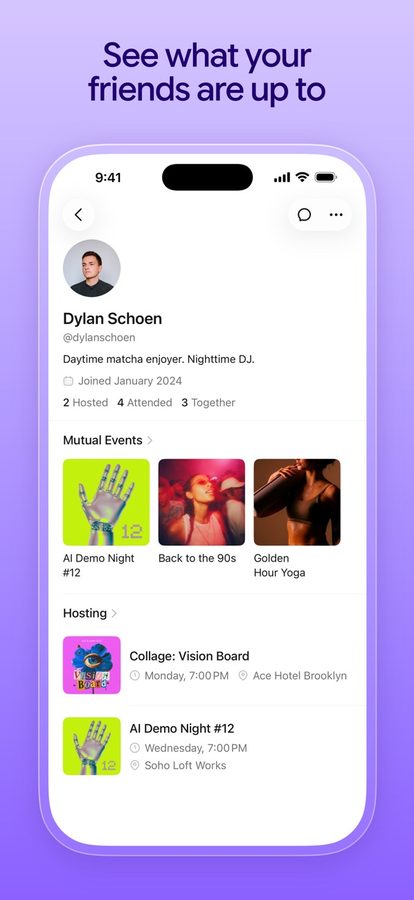 See what your
friends are up to
9:41
Dylan Schoen
@dylanschoen
Daytime matcha enjoyer. Nighttime DJ.
Joined January 2024
2 Hosted 4 Attended 3 Together
Mutual Events
12
AI Demo Night
#12
Back to the 90s
Golden
Hour Yoga
Hosting
Vision
Board
Collage: Vision Board
Monday, 7:00 PM Ace Hotel Brooklyn
12
AI Demo Night #12
Wednesday, 7:00 PM
Soho Loft Works